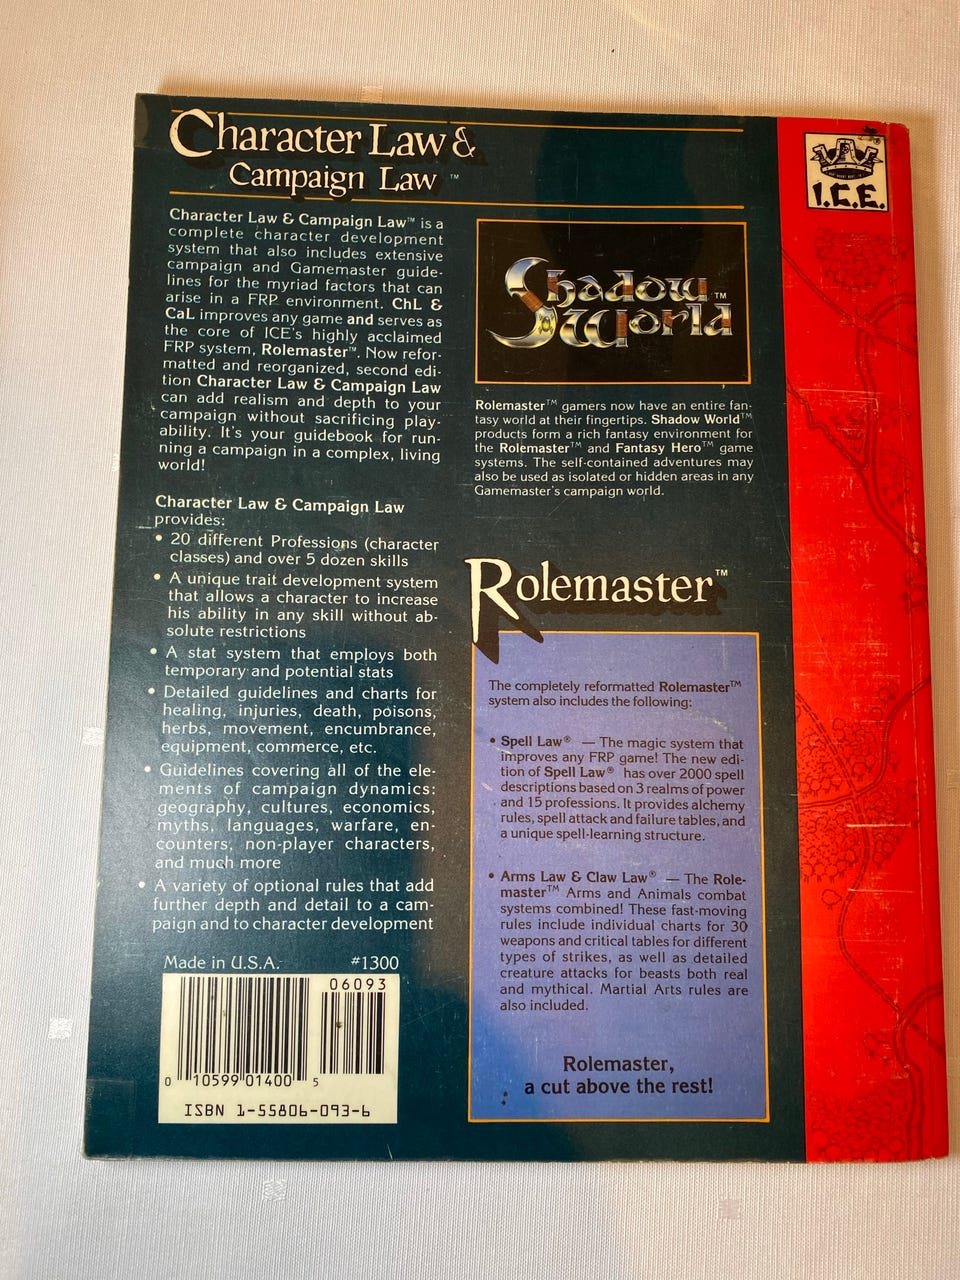 Character Law &
Campaign Law ™
Character Law & Campaign Law™ is a
complete character development
system that also includes extensive
campaign and Gamemaster guide-
lines for the myriad factors that can
arise in a FRP environment. ChL &
CaL improves any game and serves as
the core of ICE's highly acclaimed
FRP system, Rolemaster™. Now refor-
matted and reorganized, second edi-
tion Character Law & Campaign Law
can add realism and depth to your
campaign without sacrificing play-
ability. It's your guidebook for run-
ning a campaign in a complex, living
world!
Character Law & Campaign Law
provides:
• 20 different Professions (character
classes) and over 5 dozen skills
• A unique trait development system
that allows a character to increase
his ability in any skill without ab-
solute restrictions
• A stat system that employs both
temporary and potential stats
• Detailed guidelines and charts for
healing, injuries, death, poisons,
herbs, movement, encumbrance,
equipment, commerce, etc.
• Guidelines covering all of the ele-
ments of campaign dynamics:
geography, cultures, economics,
myths, languages, warfare, en-
counters, non-player characters,
and much more
• A variety of optional rules that add
further depth and detail to a cam-
paign and to character development
Made in U.S.A. #1300
06093
0 10599 01400 5
ISBN 1-55806-093-6
I.C.E.
Shadow
World™
Rolemaster™ gamers now have an entire fan-
tasy world at their fingertips. Shadow World™
products form a rich fantasy environment for
the Rolemaster™ and Fantasy Hero™ game
systems. The self-contained adventures may
also be used as isolated or hidden areas in any
Gamemaster's campaign world.
Rolemaster™
The completely reformatted Rolemaster™
system also includes the following:
• Spell Law® — The magic system that
improves any FRP game! The new edi-
tion of Spell Law® has over 2000 spell
descriptions based on 3 realms of power
and 15 professions. It provides alchemy
rules, spell attack and failure tables, and
a unique spell-learning structure.
• Arms Law & Claw Law® — The Role-
master™ Arms and Animals combat
systems combined! These fast-moving
rules include individual charts for 30
weapons and critical tables for different
types of strikes, as well as detailed
creature attacks for beasts both real
and mythical. Martial Arts rules are
also included.
Rolemaster,
a cut above the rest!